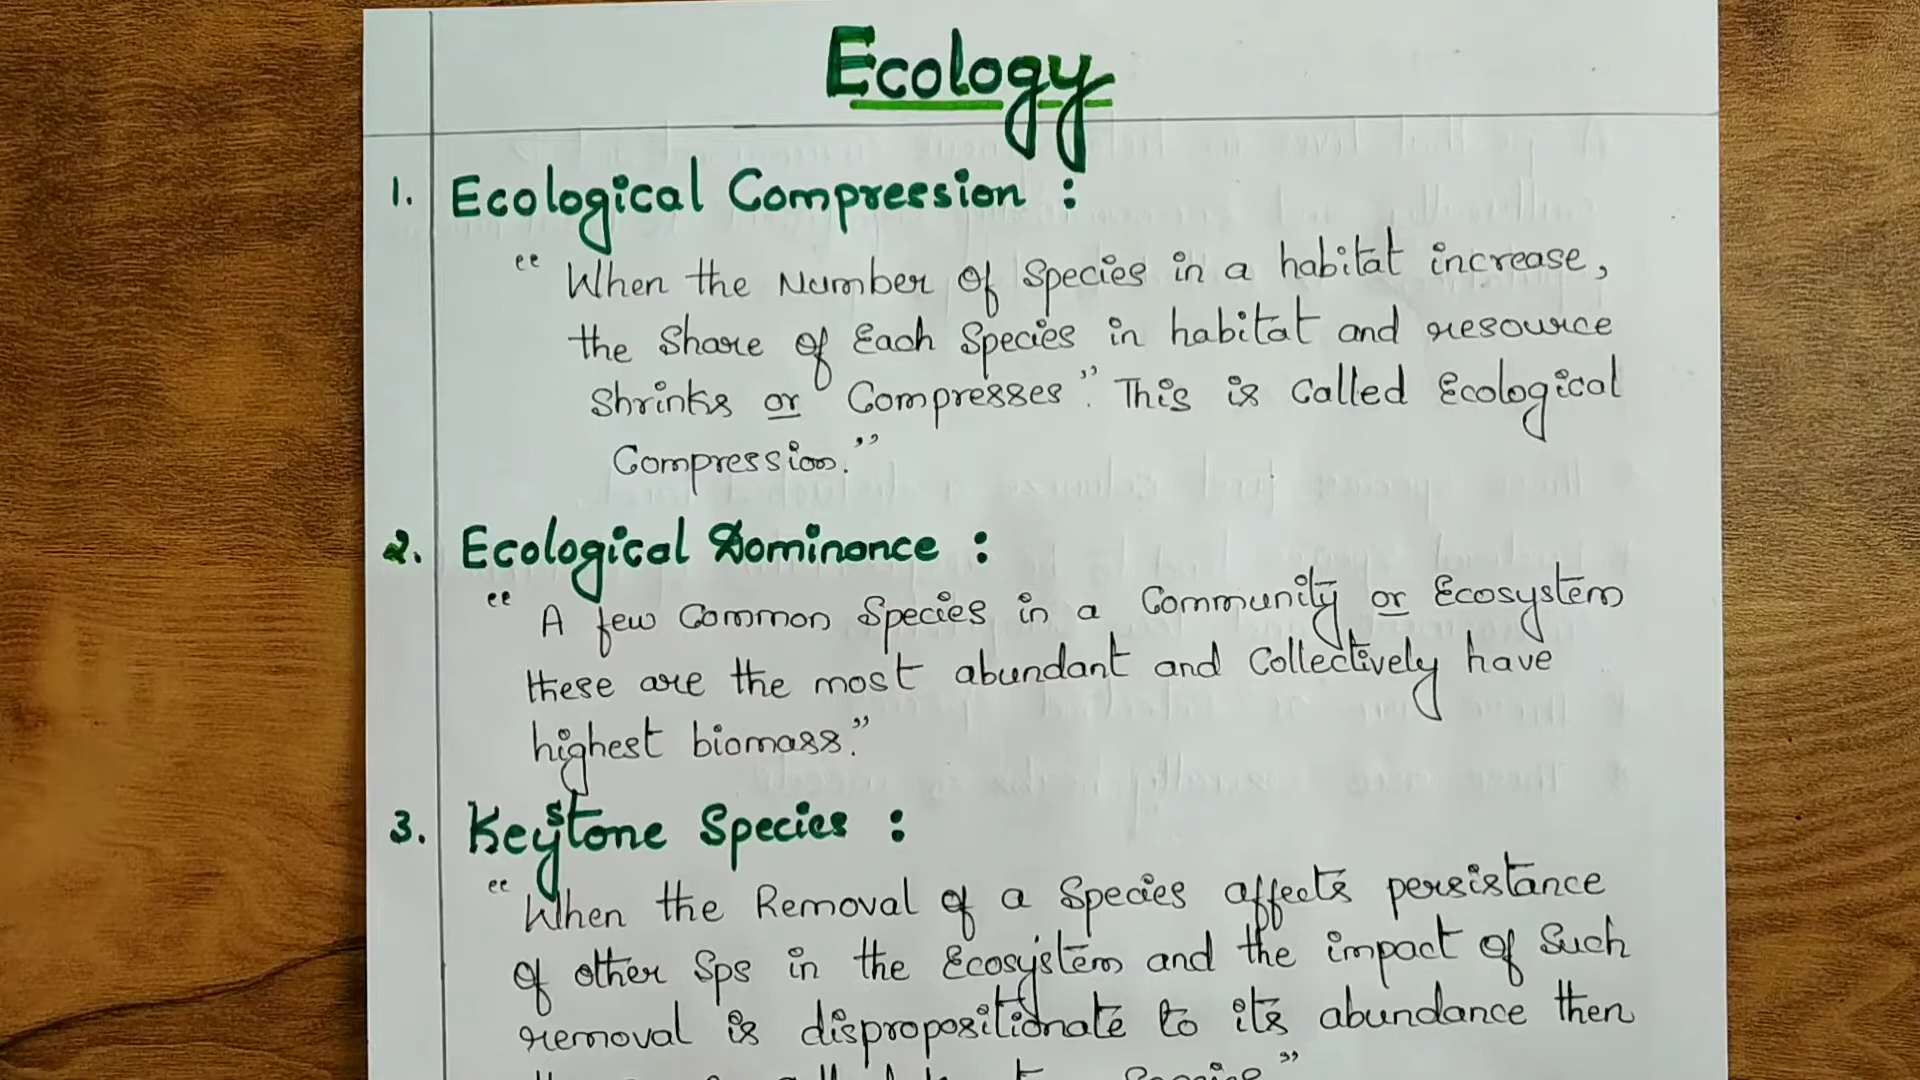 Ecology
1. Ecological Compression :
" When the Number of Species in a habitat increase,
the Share of Each Species in habitat and resource
Shrinks or "Compresses". This is Called Ecological
Compression."
2. Ecological Dominance :
" A few Common Species in a Community or Ecosystem
these are the most abundant and Collectively have
highest biomass."
3. Keystone Species :
" When the Removal of a Species affects persistance
of other Sps in the Ecosystem and the impact of Such
removal is dispropositionate to its abundance then